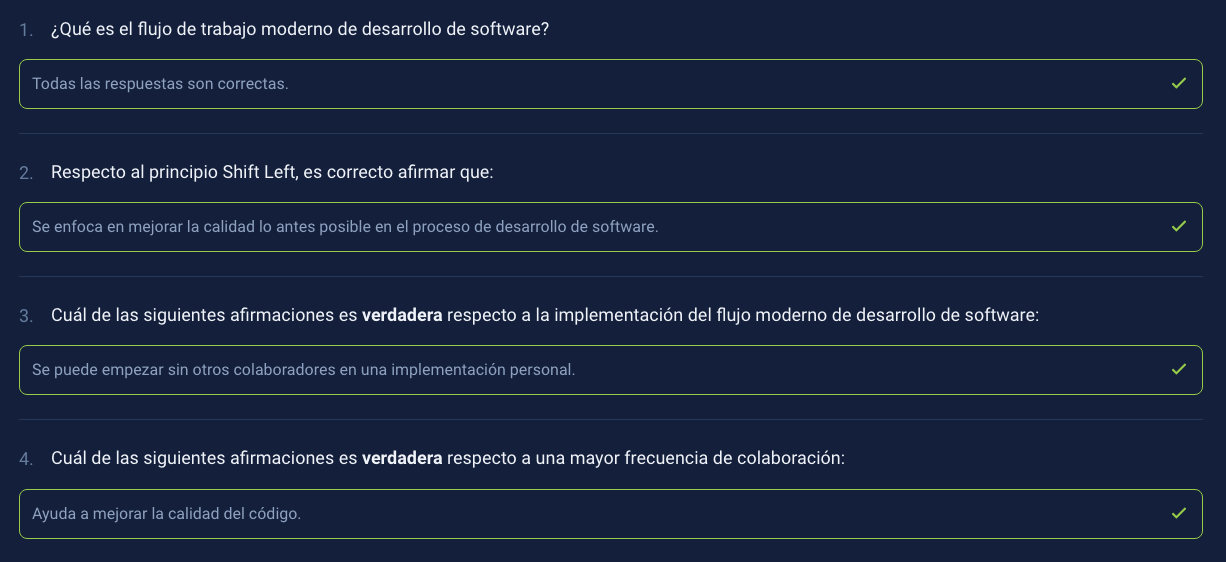 1. ¿Qué es el flujo de trabajo moderno de desarrollo de software?
Todas las respuestas son correctas.
2. Respecto al principio Shift Left, es correcto afirmar que:
Se enfoca en mejorar la calidad lo antes posible en el proceso de desarrollo de software.
3. Cuál de las siguientes afirmaciones es verdadera respecto a la implementación del flujo moderno de desarrollo de software:
Se puede empezar sin otros colaboradores en una implementación personal.
4. Cuál de las siguientes afirmaciones es verdadera respecto a una mayor frecuencia de colaboración:
Ayuda a mejorar la calidad del código.